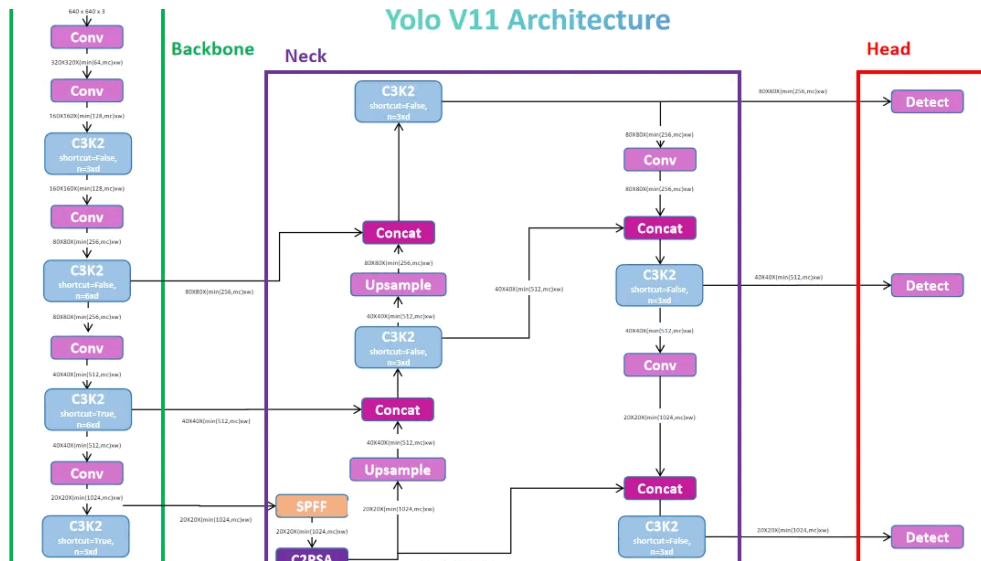 Yolo V11 Architecture
Backbone
Neck
Head
640 x 640 x 3
Conv
320X320X(min(64,mc)xw)
Conv
160X160X(min(128,mc)xw)
C3K2
shortcut=False,
n=3xd
160X160X(min(128,mc)xw)
Conv
80X80X(min(256,mc)xw)
C3K2
shortcut=False,
n=6xd
80X80X(min(256,mc)xw)
Conv
40X40X(min(512,mc)xw)
C3K2
shortcut=True,
n=6xd
40X40X(min(512,mc)xw)
Conv
20X20X(min(1024,mc)xw)
C3K2
shortcut=True,
n=3xd
80X80X(min(256,mc)xw)
40X40X(min(512,mc)xw)
20X20X(min(1024,mc)xw)
C3K2
shortcut=False,
n=3xd
Concat
80X80X(min(256,mc)xw)
Upsample
40X40X(min(512,mc)xw)
C3K2
shortcut=False,
n=3xd
Concat
40X40X(min(512,mc)xw)
Upsample
20X20X(min(1024,mc)xw)
SPFF
20X20X(min(1024,mc)xw)
C2PSA
40X40X(min(512,mc)xw)
80X80X(min(256,mc)xw)
Conv
80X80X(min(256,mc)xw)
Concat
C3K2
shortcut=False,
n=3xd
40X40X(min(512,mc)xw)
Conv
20X20X(min(1024,mc)xw)
Concat
C3K2
shortcut=False,
n=3xd
80X80X(min(256,mc)xw)
Detect
40X40X(min(512,mc)xw)
Detect
20X20X(min(1024,mc)xw)
Detect